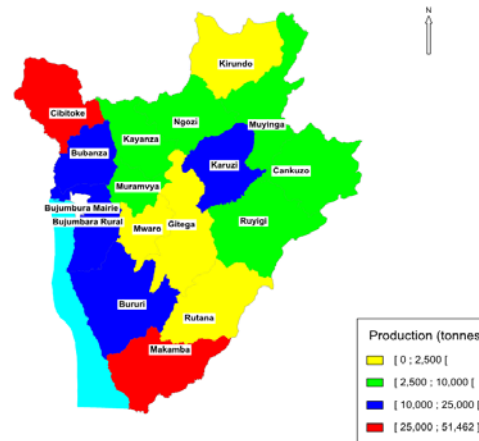 N
Kirundo
Cibitoke
Ngozi
Muyinga
Kayanza
Bubanza
Karuzi
Cankuzo
Muramvya
Bujumbura Mairie
Bujumbara Rural
Gitega
Ruyigi
Mwaro
Bururi
Rutana
Makamba
Production (tonnes
[ 0 ; 2,500 [
[ 2,500 ; 10,000 [
[ 10,000 ; 25,000 [
[ 25,000 ; 51,462 ]